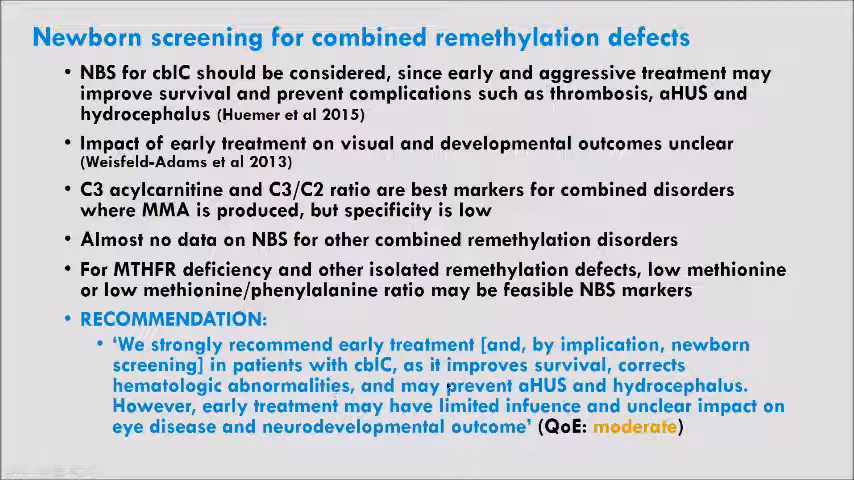 Newborn screening for combined remethylation defects
• NBS for cblC should be considered, since early and aggressive treatment may
improve survival and prevent complications such as thrombosis, aHUS and
hydrocephalus (Huemer et al 2015)
• Impact of early treatment on visual and developmental outcomes unclear
(Weisfeld-Adams et al 2013)
• C3 acylcarnitine and C3/C2 ratio are best markers for combined disorders
where MMA is produced, but specificity is low
• Almost no data on NBS for other combined remethylation disorders
• For MTHFR deficiency and other isolated remethylation defects, low methionine
or low methionine/phenylalanine ratio may be feasible NBS markers
• RECOMMENDATION:
• ‘We strongly recommend early treatment [and, by implication, newborn
screening] in patients with cblC, as it improves survival, corrects
hematologic abnormalities, and may prevent aHUS and hydrocephalus.
However, early treatment may have limited infuence and unclear impact on
eye disease and neurodevelopmental outcome’ (QoE: moderate)